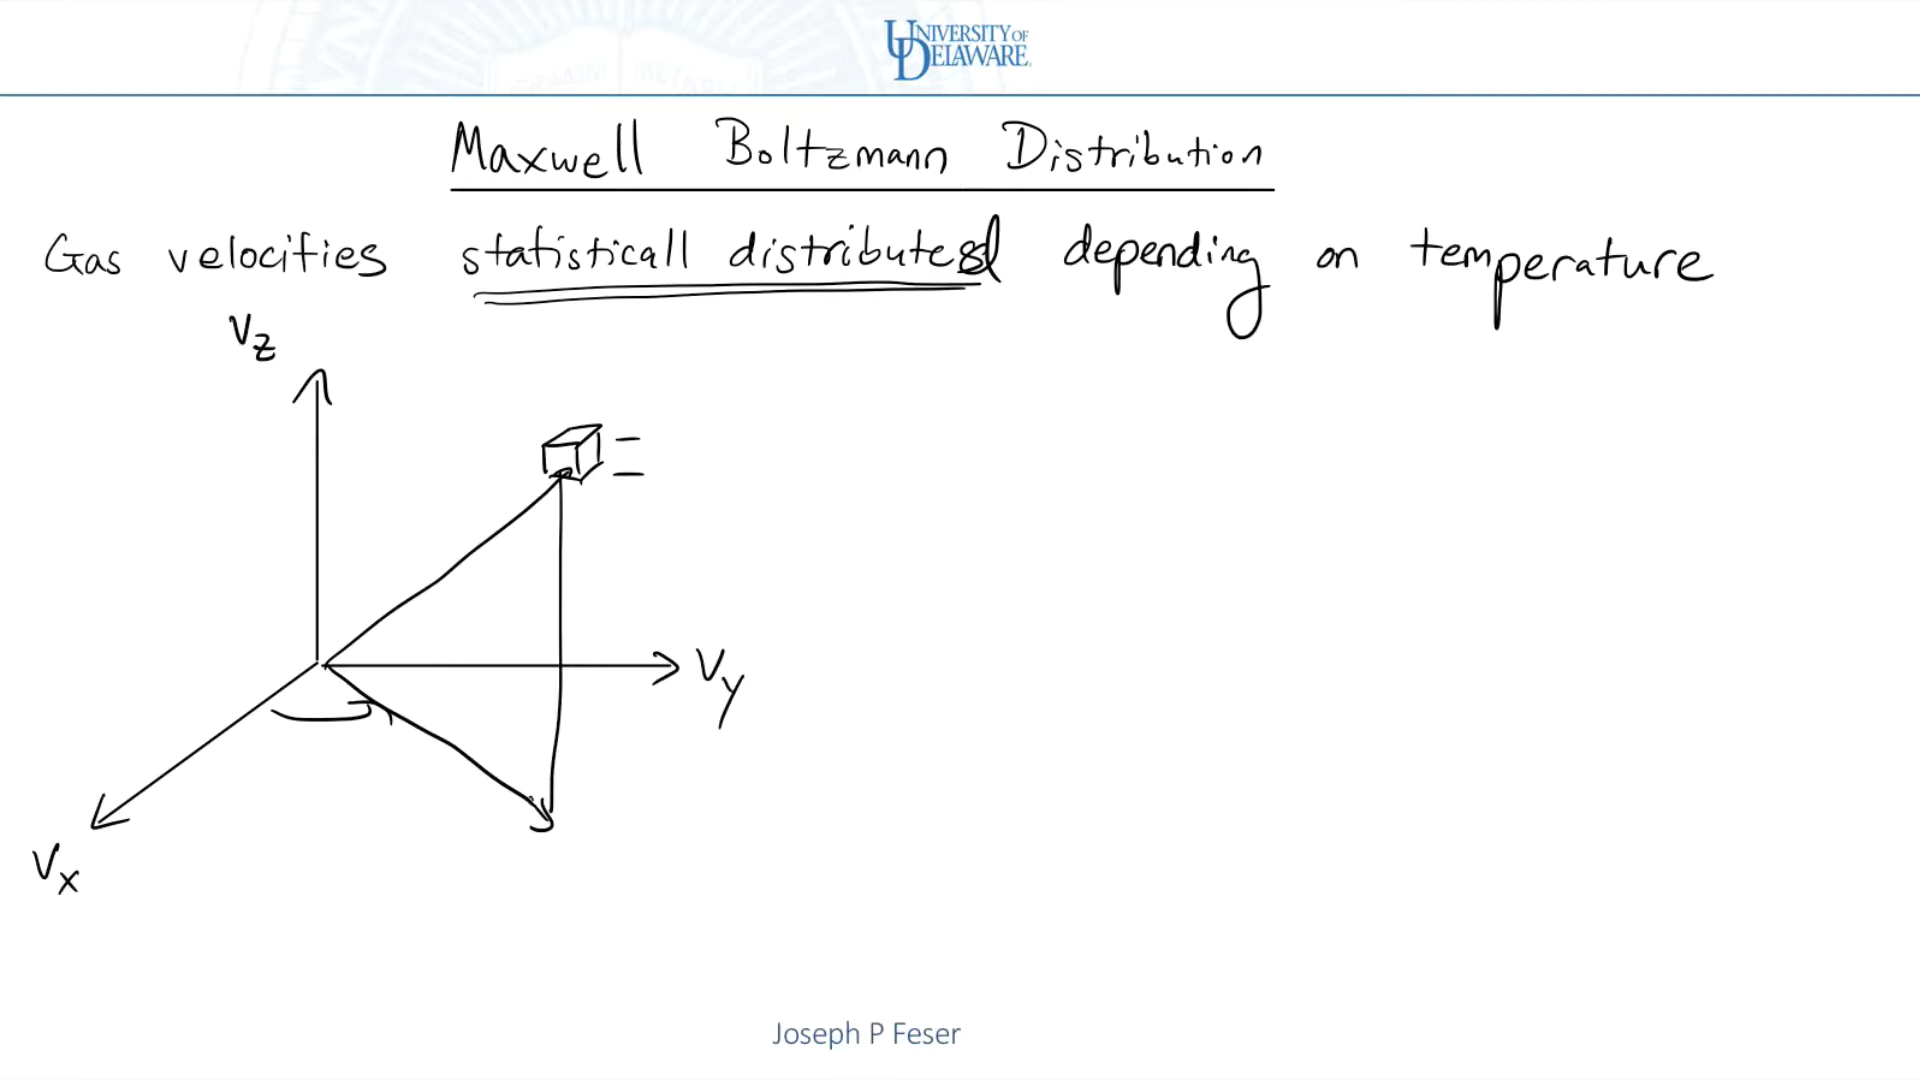 UNIVERSITY OF DELAWARE.
Maxwell Boltzmann Distribution
Gas velocities statisticall distributed depending on temperature
Vz
=
Vy
Vx
Joseph P Feser